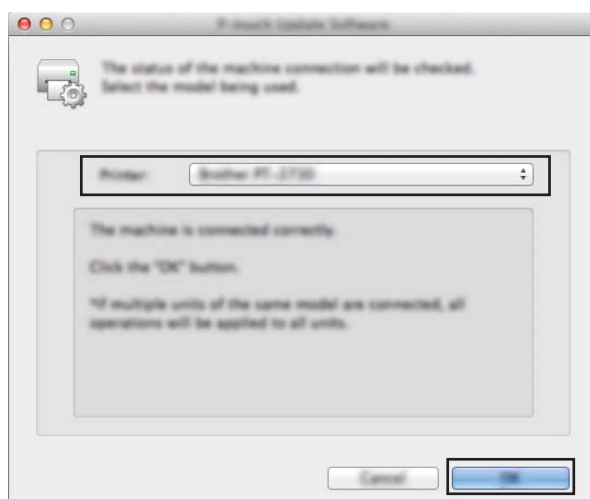 P-touch Update Software
The status of the machine connection will be checked.
Select the model being used.
Printer: Brother PT-2730
The machine is connected correctly.
Click the "OK" button.
*If multiple units of the same model are connected, all
operations will be applied to all units.
Cancel OK